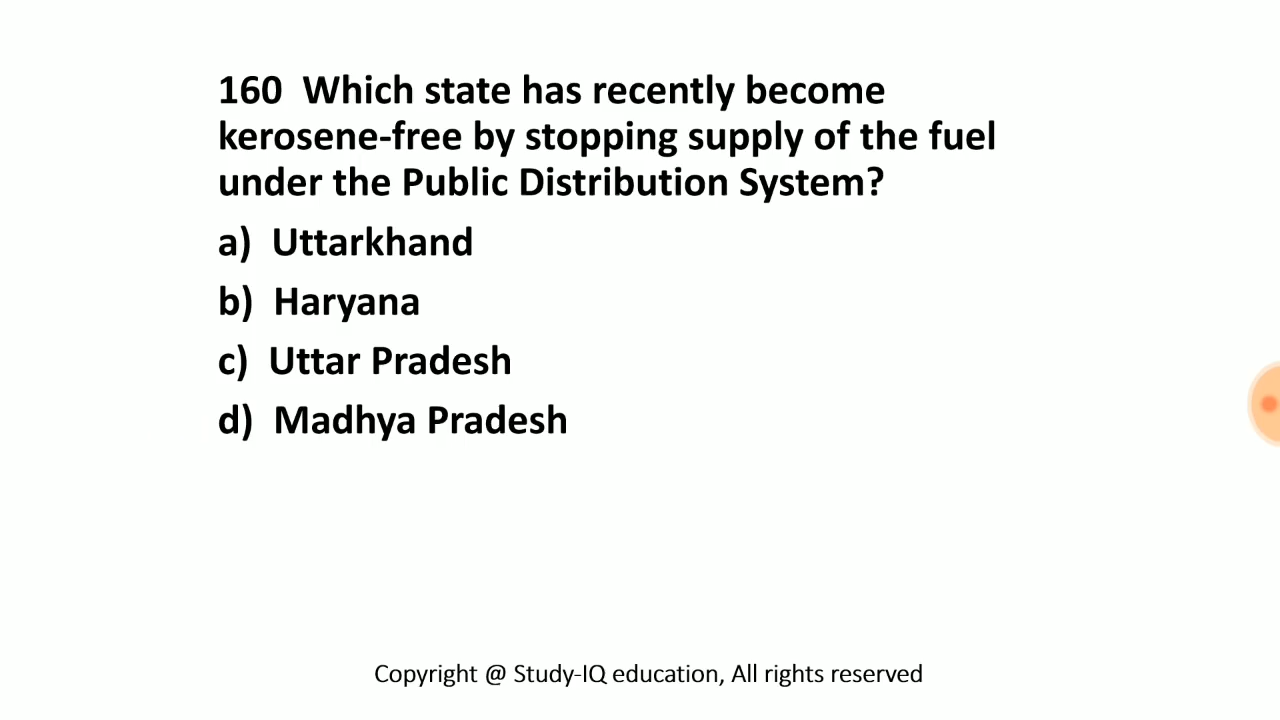 160  Which state has recently become
kerosene-free by stopping supply of the fuel
under the Public Distribution System?
a)  Uttarkhand
b)  Haryana
c)  Uttar Pradesh
d)  Madhya Pradesh
Copyright @ Study-IQ education, All rights reserved